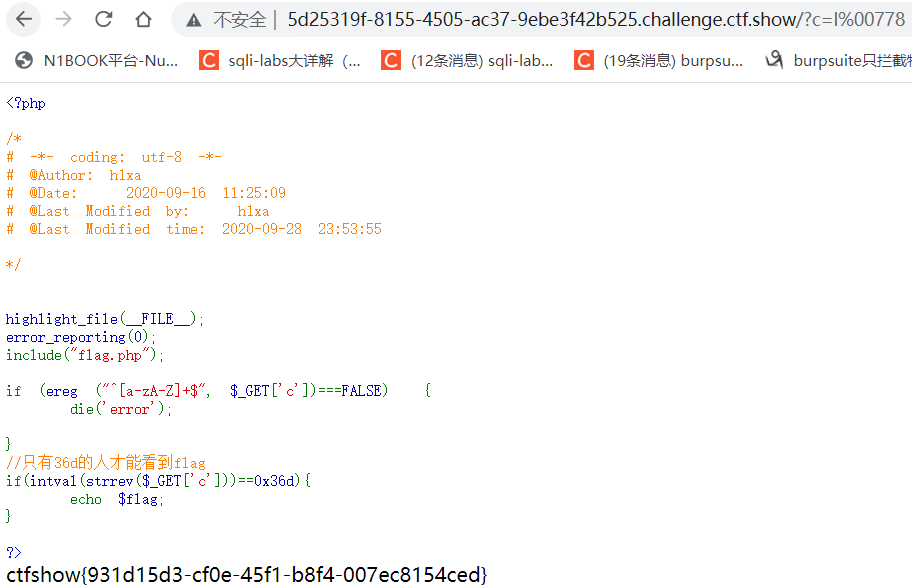 不安全 | 5d25319f-8155-4505-ac37-9ebe3f42b525.challenge.ctf.show/?c=l%00778
N1BOOK平台-Nu... sqli-labs大详解（... (12条消息) sqli-lab... (19条消息) burpsu... burpsuite只拦截
<?php
/*
# -*- coding: utf-8 -*-
# @Author: h1xa
# @Date:   2020-09-16 11:25:09
# @Last Modified by:   h1xa
# @Last Modified time: 2020-09-28 23:53:55
*/
highlight_file(__FILE__);
error_reporting(0);
include("flag.php");
if (ereg ("^[a-zA-Z]+$", $_GET['c'])===FALSE)  {
die('error');
}
//只有36d的人才能看到flag
if(intval(strrev($_GET['c']))==0x36d){
echo $flag;
}
?>
ctfshow{931d15d3-cf0e-45f1-b8f4-007ec8154ced}